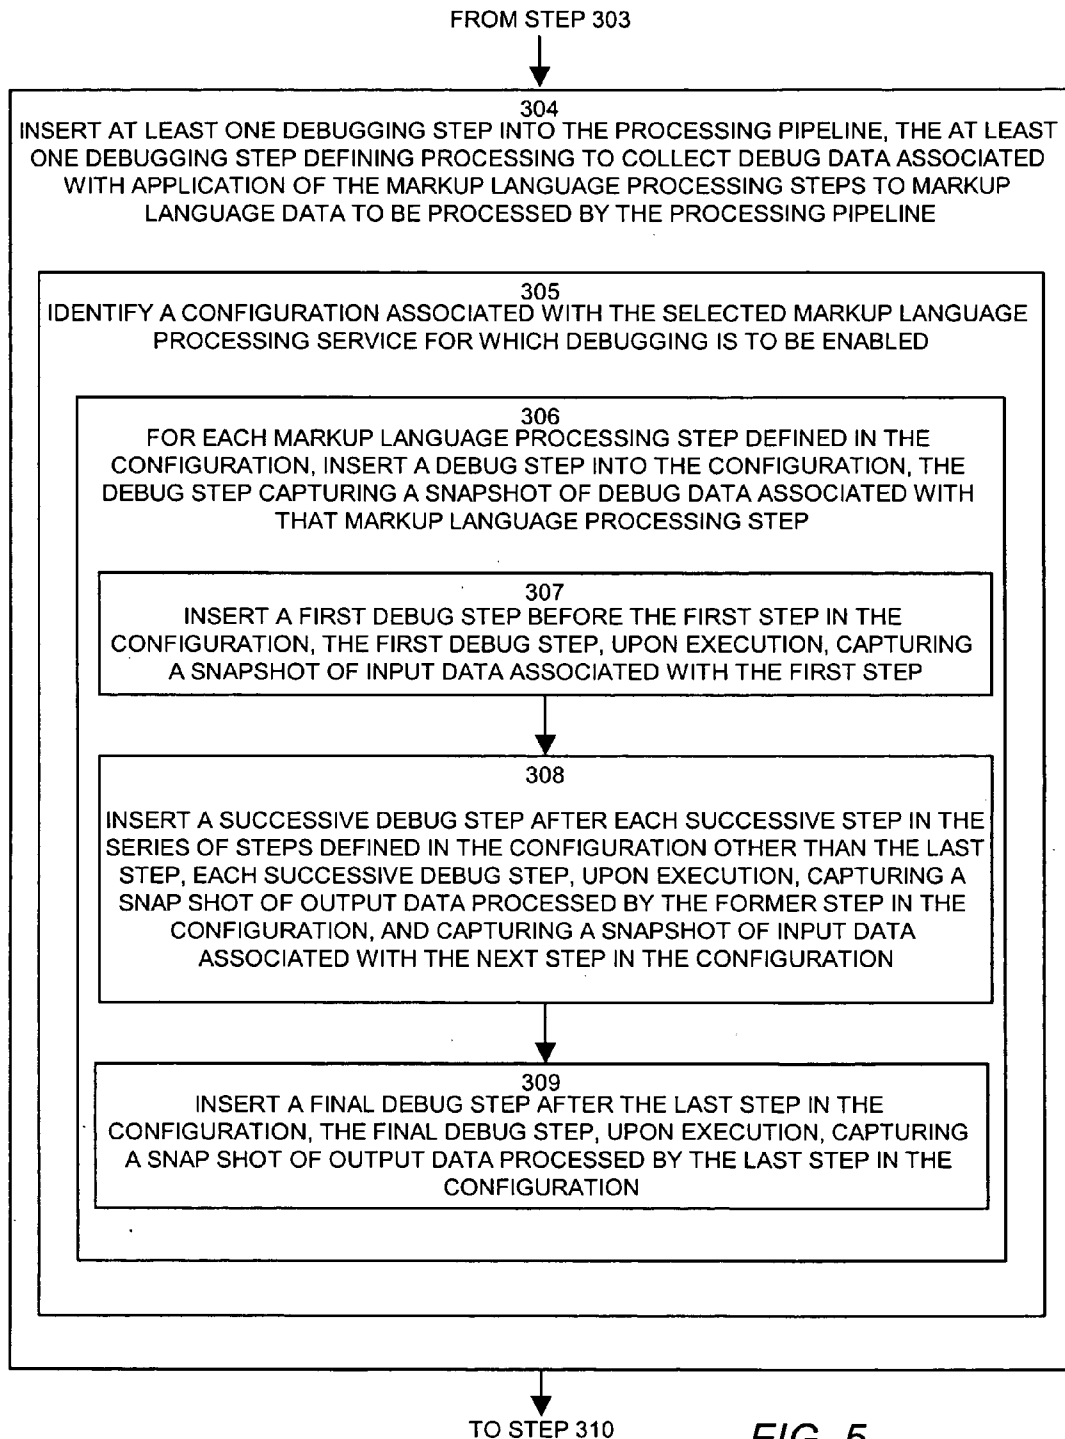 FROM STEP 303
304
INSERT AT LEAST ONE DEBUGGING STEP INTO THE PROCESSING PIPELINE, THE AT LEAST
ONE DEBUGGING STEP DEFINING PROCESSING TO COLLECT DEBUG DATA ASSOCIATED
WITH APPLICATION OF THE MARKUP LANGUAGE PROCESSING STEPS TO MARKUP
LANGUAGE DATA TO BE PROCESSED BY THE PROCESSING PIPELINE
305
IDENTIFY A CONFIGURATION ASSOCIATED WITH THE SELECTED MARKUP LANGUAGE
PROCESSING SERVICE FOR WHICH DEBUGGING IS TO BE ENABLED
306
FOR EACH MARKUP LANGUAGE PROCESSING STEP DEFINED IN THE
CONFIGURATION, INSERT A DEBUG STEP INTO THE CONFIGURATION, THE
DEBUG STEP CAPTURING A SNAPSHOT OF DEBUG DATA ASSOCIATED WITH
THAT MARKUP LANGUAGE PROCESSING STEP
307
INSERT A FIRST DEBUG STEP BEFORE THE FIRST STEP IN THE
CONFIGURATION, THE FIRST DEBUG STEP, UPON EXECUTION, CAPTURING
A SNAPSHOT OF INPUT DATA ASSOCIATED WITH THE FIRST STEP
308
INSERT A SUCCESSIVE DEBUG STEP AFTER EACH SUCCESSIVE STEP IN THE
SERIES OF STEPS DEFINED IN THE CONFIGURATION OTHER THAN THE LAST
STEP, EACH SUCCESSIVE DEBUG STEP, UPON EXECUTION, CAPTURING A
SNAP SHOT OF OUTPUT DATA PROCESSED BY THE FORMER STEP IN THE
CONFIGURATION, AND CAPTURING A SNAPSHOT OF INPUT DATA
ASSOCIATED WITH THE NEXT STEP IN THE CONFIGURATION
309
INSERT A FINAL DEBUG STEP AFTER THE LAST STEP IN THE
CONFIGURATION, THE FINAL DEBUG STEP, UPON EXECUTION, CAPTURING
A SNAP SHOT OF OUTPUT DATA PROCESSED BY THE LAST STEP IN THE
CONFIGURATION
TO STEP 310
FIG. 5